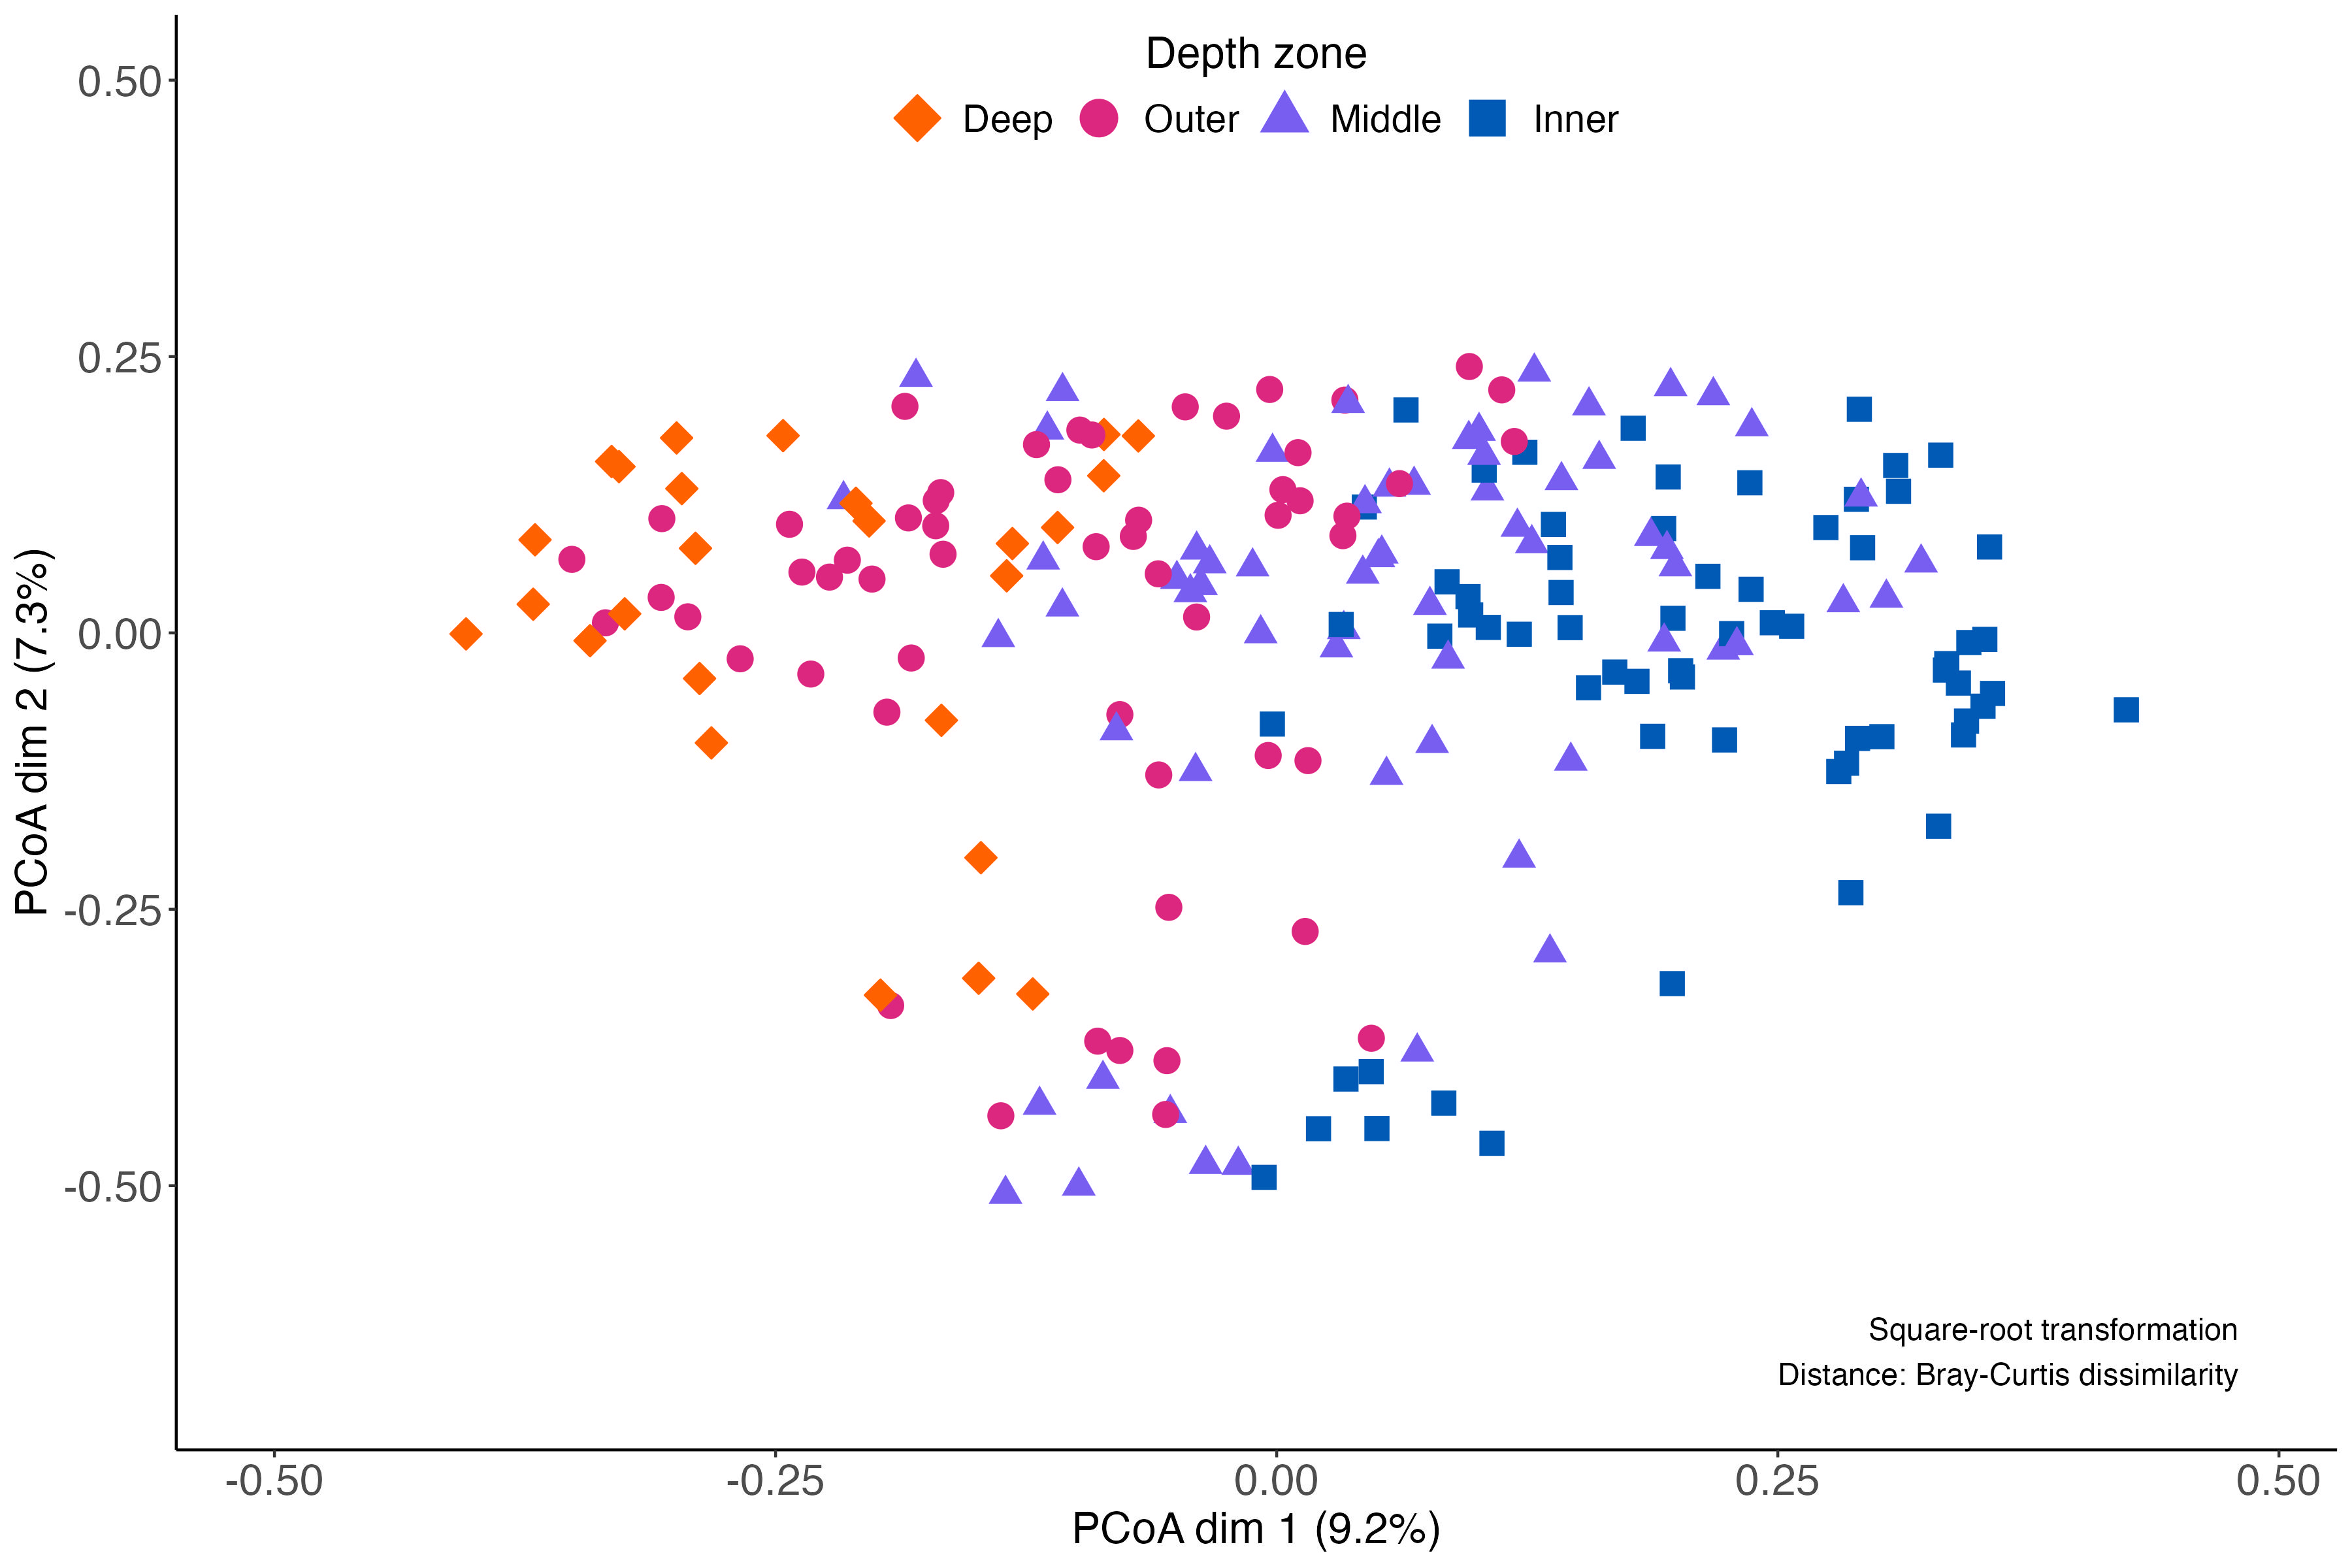 Depth zone
Deep Outer Middle Inner
0.50
0.25
0.00
-0.25
-0.50
PCoA dim 2 (7.3%)
Square-root transformation
Distance: Bray-Curtis dissimilarity
-0.50 -0.25 0.00 0.25 0.50
PCoA dim 1 (9.2%)